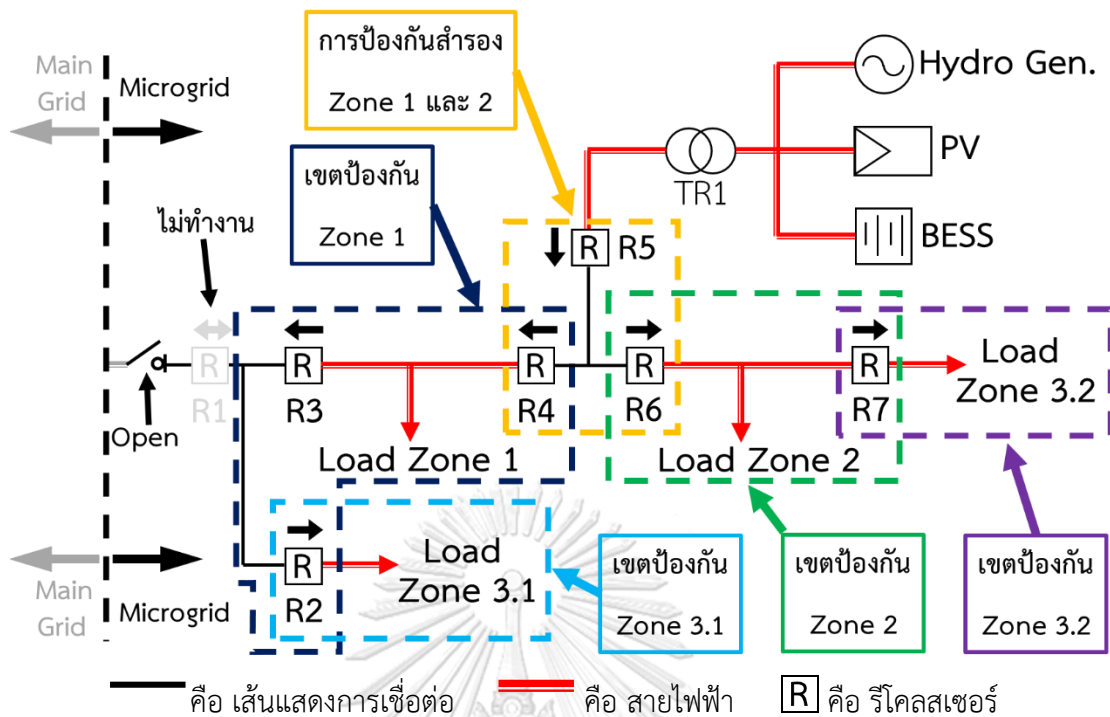 การป้องกันสำรอง
Zone 1 และ 2
Main
Grid
Microgrid
Hydro Gen.
PV
BESS
TR1
เขตป้องกัน
Zone 1
ไม่ทำงาน
R
R5
R
R1
R
R3
R
R4
R
R6
R
R7
Open
Load Zone 1
Load Zone 2
Load
Zone 3.2
R
R2
Load
Zone 3.1
Main
Grid
Microgrid
เขตป้องกัน
Zone 3.1
เขตป้องกัน
Zone 2
เขตป้องกัน
Zone 3.2
คือ เส้นแสดงการเชื่อต่อ
คือ สายไฟฟ้า
R คือ รีโคลสเซอร์